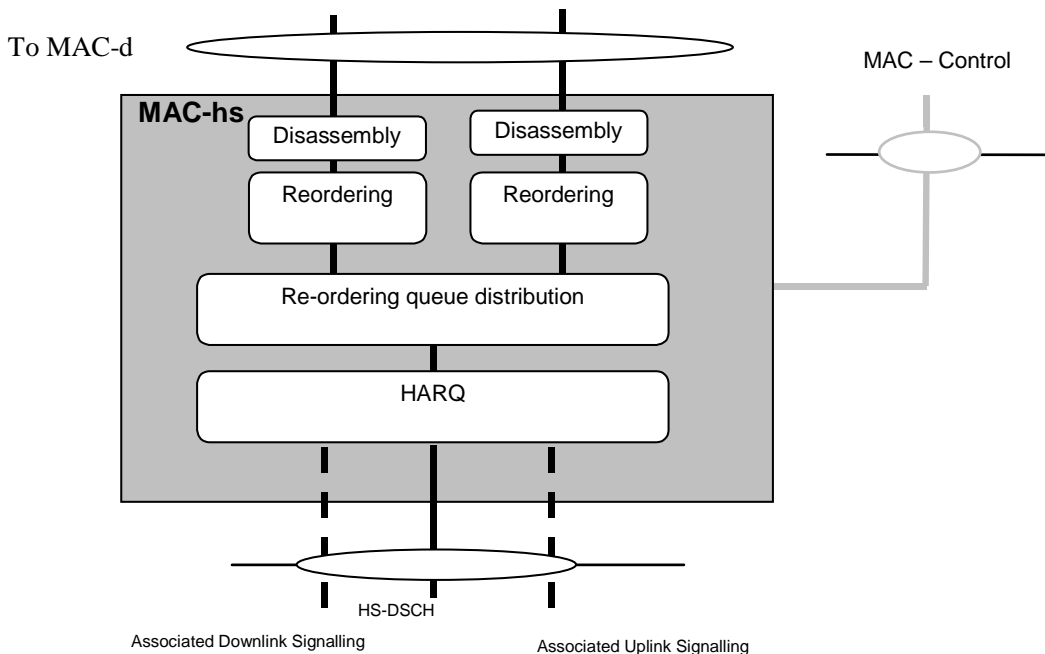 To MAC-d
MAC – Control
MAC-hs
Disassembly
Disassembly
Reordering
Reordering
Re-ordering queue distribution
HARQ
HS-DSCH
Associated Downlink Signalling
Associated Uplink Signalling